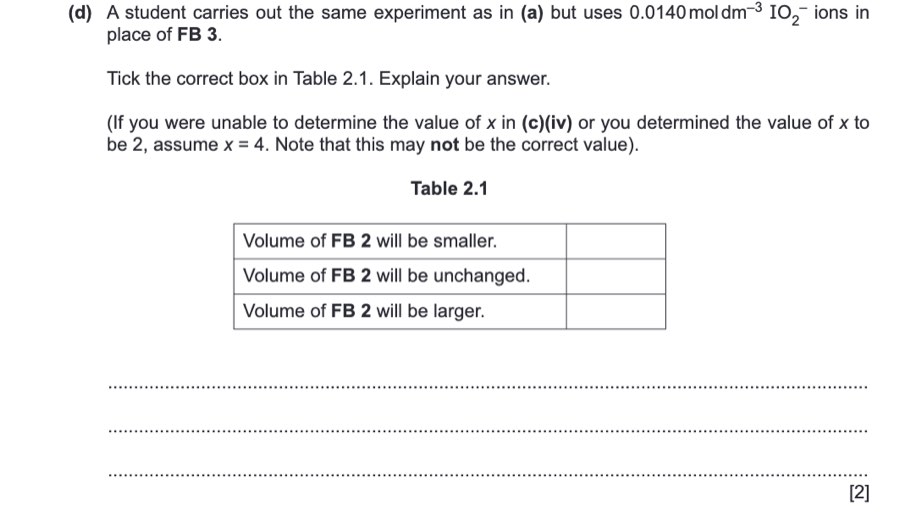 (d) A student carries out the same experiment as in (a) but uses 0.0140 mol dm⁻³ IO₂⁻ ions in
place of FB 3.
Tick the correct box in Table 2.1. Explain your answer.
(If you were unable to determine the value of x in (c)(iv) or you determined the value of x to
be 2, assume x = 4. Note that this may not be the correct value).
Table 2.1
Volume of FB 2 will be smaller.
Volume of FB 2 will be unchanged.
Volume of FB 2 will be larger.
[2]